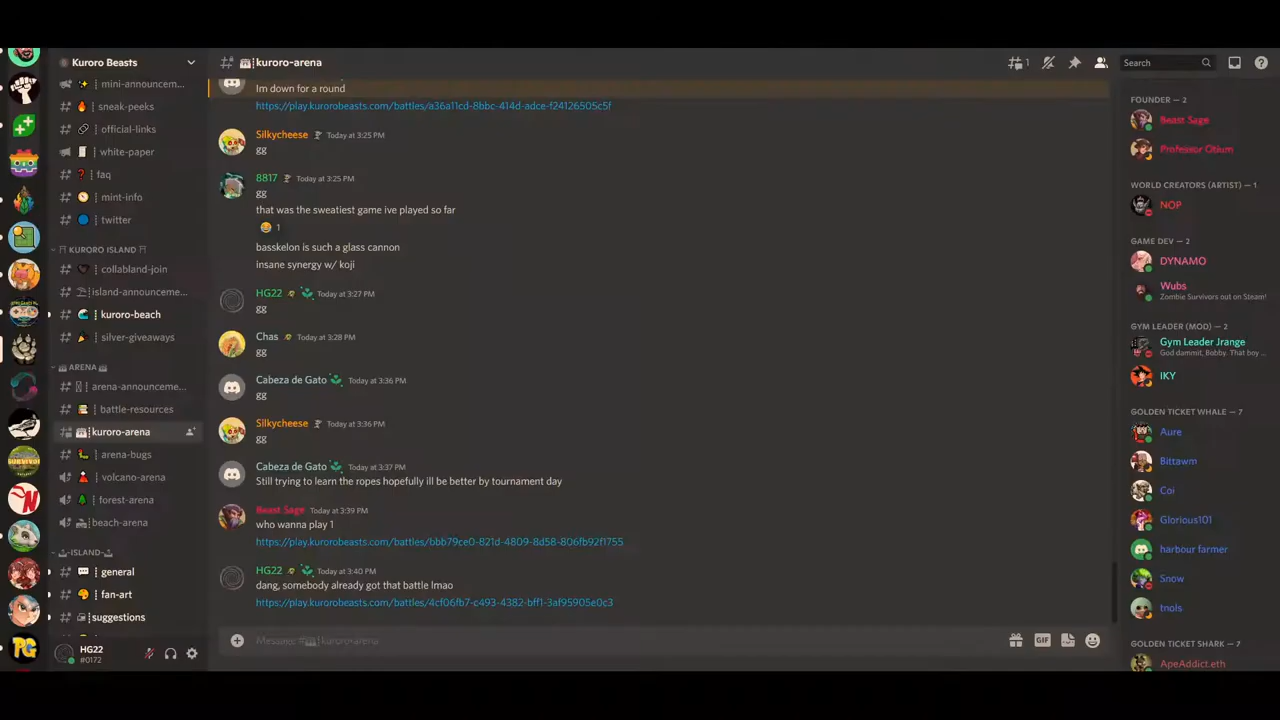 Kuroro Beasts
mini-announcem...
sneak-peeks
official-links
white-paper
faq
mint-info
twitter
KURORO ISLAND
collabland-join
island-announceme...
kuroro-beach
silver-giveaways
ARENA
arena-announceme...
battle-resources
kuroro-arena
arena-bugs
volcano-arena
forest-arena
beach-arena
-ISLAND-
general
fan-art
suggestions
HG22
#0172
kuroro-arena
1
Search
Im down for a round
https://play.kurorobeasts.com/battles/a36a11cd-8bbc-414d-adce-f24126505c5f
Silkycheese Today at 3:25 PM
gg
8817 Today at 3:25 PM
gg
that was the sweatiest game ive played so far
1
basskelon is such a glass cannon
insane synergy w/ koji
HG22 Today at 3:27 PM
gg
Chas Today at 3:28 PM
gg
Cabeza de Gato Today at 3:36 PM
gg
Silkycheese Today at 3:36 PM
gg
Cabeza de Gato Today at 3:37 PM
Still trying to learn the ropes hopefully ill be better by tournament day
Beast Sage Today at 3:39 PM
who wanna play 1
https://play.kurorobeasts.com/battles/bbb79ce0-821d-4809-8d58-806fb92f1755
HG22 Today at 3:40 PM
dang, somebody already got that battle lmao
https://play.kurorobeasts.com/battles/4cf06fb7-c493-4382-bff1-3af95905e0c3
Message #kuroro-arena
GIF
FOUNDER — 2
Beast Sage
Professor Otium
WORLD CREATORS (ARTIST) — 1
NOP
GAME DEV — 2
DYNAMO
Wubs
Zombie Survivors out on Steam!
GYM LEADER (MOD) — 2
Gym Leader Jrange
God dammit, Bobby. That boy ...
IKY
GOLDEN TICKET WHALE — 7
Aure
Bittawm
Coi
Glorious101
harbour farmer
Snow
tnols
GOLDEN TICKET SHARK — 7
ApeAddict.eth